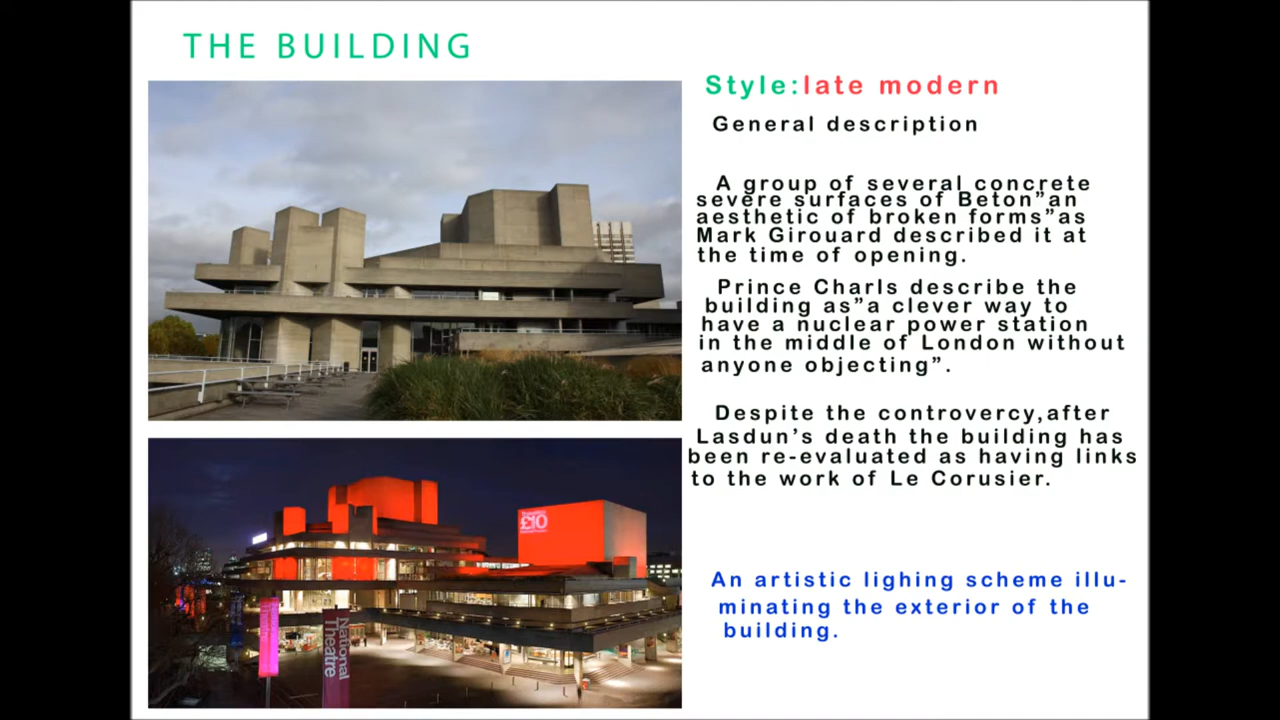 THE BUILDING
Style:late modern
General description
A group of several concrete
severe surfaces of Beton”an
aesthetic of broken forms”as
Mark Girouard described it at
the time of opening.
Prince Charls describe the
building as”a clever way to
have a nuclear power station
in the middle of London without
anyone objecting”.
Despite the controvercy,after
Lasdun’s death the building has
been re-evaluated as having links
to the work of Le Corusier.
An artistic lighing scheme illu-
minating the exterior of the
building.
£10
National
Theatre